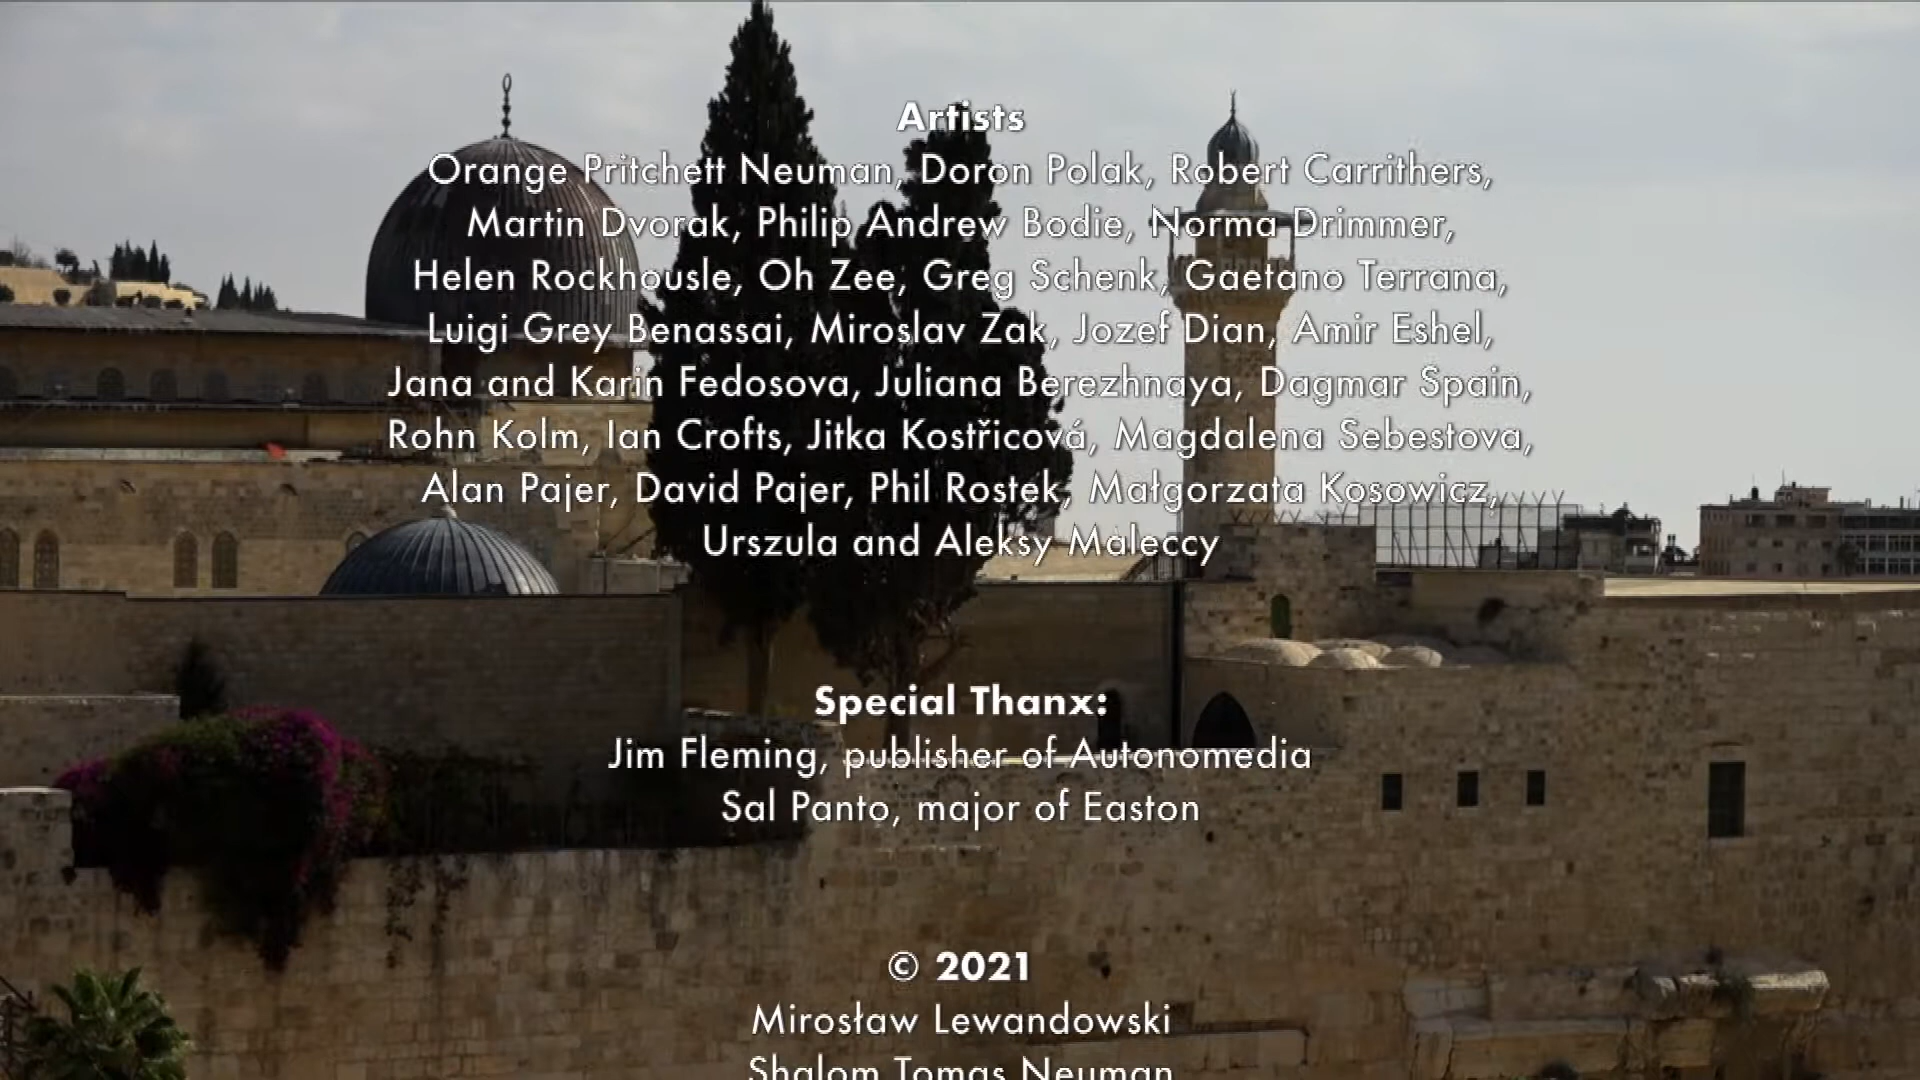 Artists
Orange Pritchett Neuman, Doron Polak, Robert Carrithers,
Martin Dvorak, Philip Andrew Bodie, Norma Drimmer,
Helen Rockhousle, Oh Zee, Greg Schenk, Gaetano Terrana,
Luigi Grey Benassai, Miroslav Zak, Jozef Dian, Amir Eshel,
Jana and Karin Fedosova, Juliana Berezhnaya, Dagmar Spain,
Rohn Kolm, Ian Crofts, Jitka Kostřicová, Magdalena Sebestova,
Alan Pajer, David Pajer, Phil Rostek, Małgorzata Kosowicz,
Urszula and Aleksy Maleccy
Special Thanx:
Jim Fleming, publisher of Autonomedia
Sal Panto, major of Easton
© 2021
Mirosław Lewandowski
Shalom Tomas Neuman